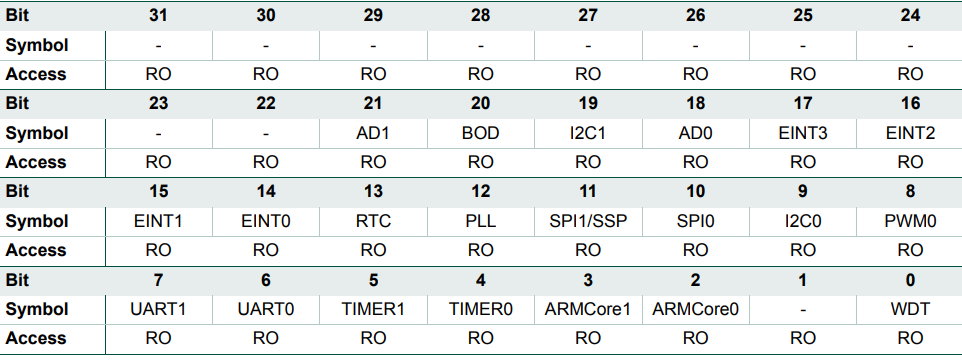 Bit 31 30 29 28 27 26 25 24
Symbol - - - - - - - -
Access RO RO RO RO RO RO RO RO
Bit 23 22 21 20 19 18 17 16
Symbol - - AD1 BOD I2C1 AD0 EINT3 EINT2
Access RO RO RO RO RO RO RO RO
Bit 15 14 13 12 11 10 9 8
Symbol EINT1 EINT0 RTC PLL SPI1/SSP SPI0 I2C0 PWM0
Access RO RO RO RO RO RO RO RO
Bit 7 6 5 4 3 2 1 0
Symbol UART1 UART0 TIMER1 TIMER0 ARMCore1 ARMCore0 - WDT
Access RO RO RO RO RO RO RO RO